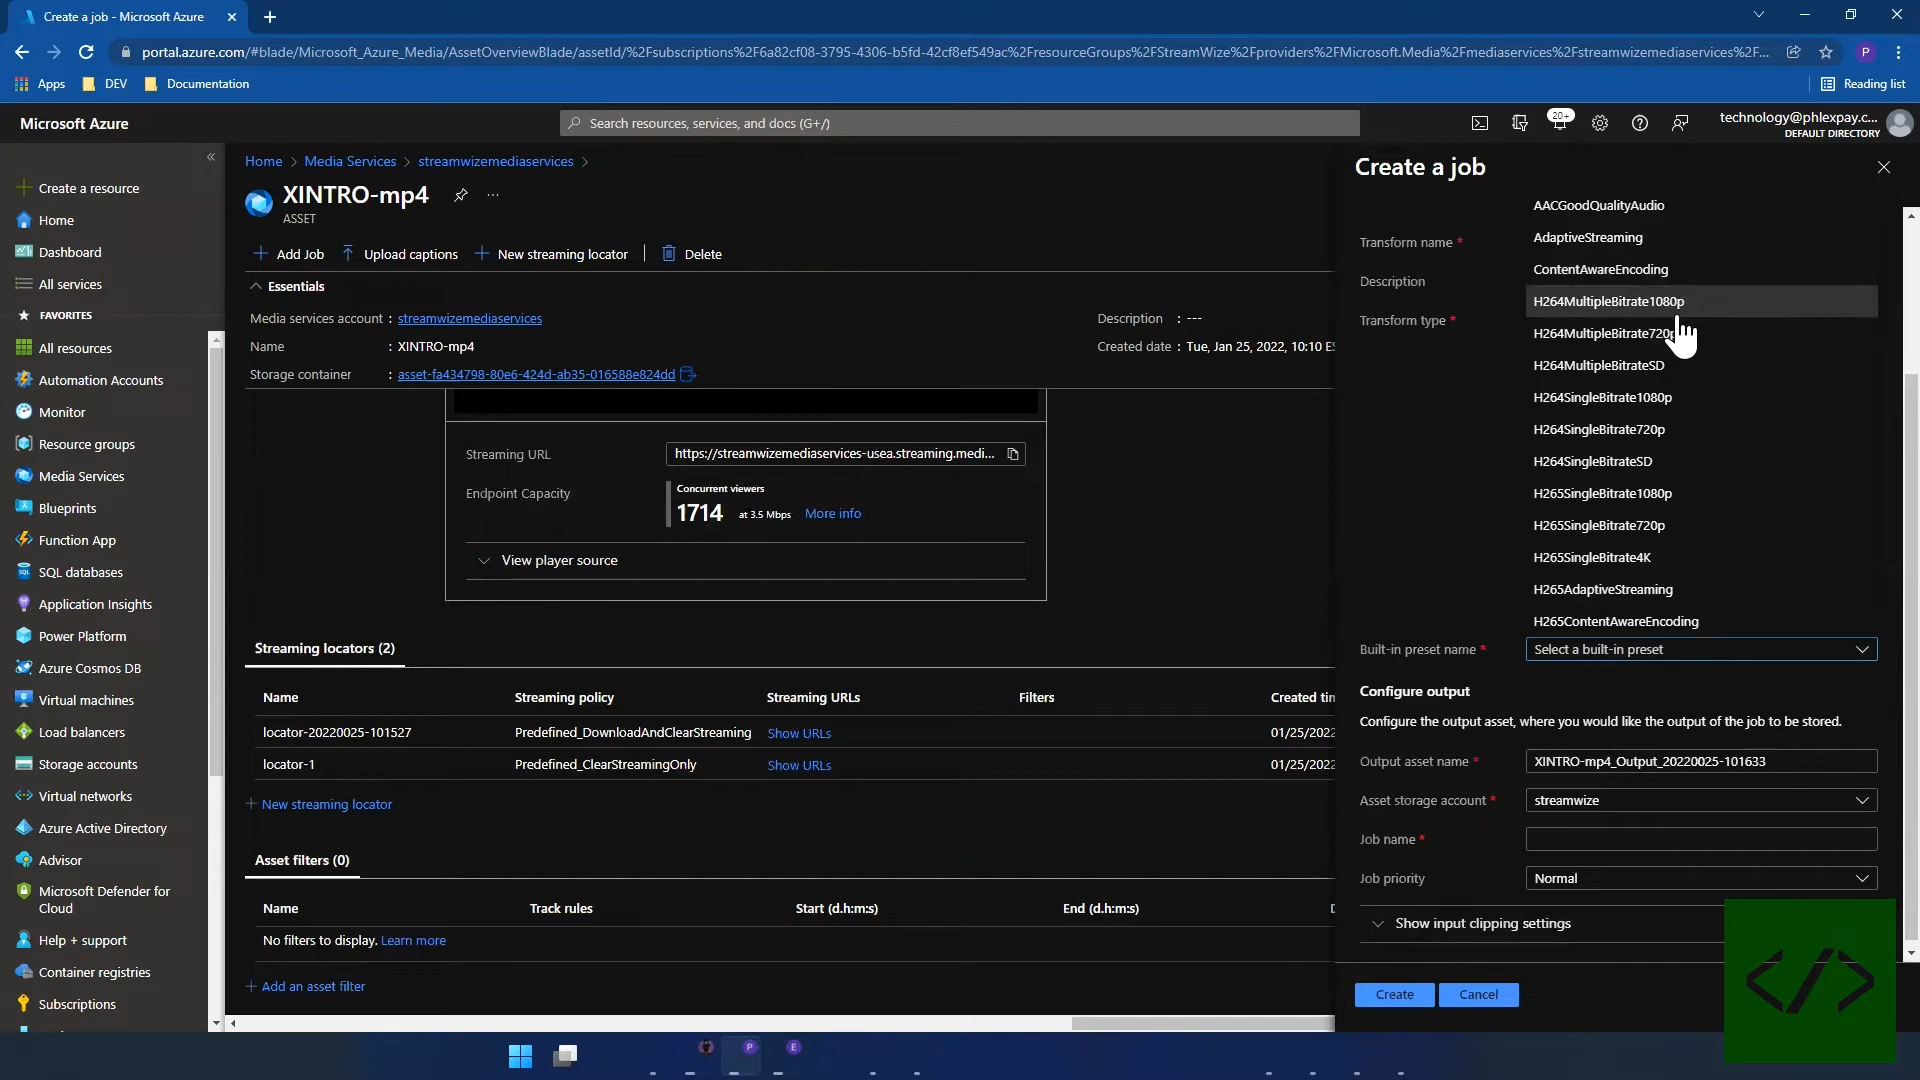 Create a job - Microsoft Azure
portal.azure.com/#blade/Microsoft_Azure_Media/AssetOverviewBlade/assetId/%2Fsubscriptions%2F6a82cf08-3795-4306-b5fd-42cf8ef549ac%2FresourceGroups%2FStreamWize%2Fproviders%2FMicrosoft.Media%2Fmediaservices%2Fstreamwizemediaservices%2F...
P
Apps
DEV
Documentation
Reading list
Microsoft Azure
Search resources, services, and docs (G+/)
20+
technology@phlexpay.c...
DEFAULT DIRECTORY
Create a resource
Home
Dashboard
All services
FAVORITES
All resources
Automation Accounts
Monitor
Resource groups
Media Services
Blueprints
Function App
SQL databases
Application Insights
Power Platform
Azure Cosmos DB
Virtual machines
Load balancers
Storage accounts
Virtual networks
Azure Active Directory
Advisor
Microsoft Defender for
Cloud
Help + support
Container registries
Subscriptions
Home > Media Services > streamwizemediaservices >
XINTRO-mp4
ASSET
Add Job
Upload captions
New streaming locator
Delete
Essentials
Media services account : streamwizemediaservices
Name : XINTRO-mp4
Storage container : asset-fa434798-80e6-424d-ab35-016588e824dd
Description : ---
Created date : Tue, Jan 25, 2022, 10:10 ES
Streaming URL
https://streamwizemediaservices-usea.streaming.medi...
Endpoint Capacity
Concurrent viewers
1714 at 3.5 Mbps More info
View player source
Streaming locators (2)
Name Streaming policy Streaming URLs Filters Created tin
locator-20220025-101527 Predefined_DownloadAndClearStreaming Show URLs 01/25/2022
locator-1 Predefined_ClearStreamingOnly Show URLs 01/25/2022
+ New streaming locator
Asset filters (0)
Name Track rules Start (d.h:m:s) End (d.h:m:s)
No filters to display. Learn more
+ Add an asset filter
Create a job
Transform name *
Description
Transform type *
AACGoodQualityAudio
AdaptiveStreaming
ContentAwareEncoding
H264MultipleBitrate1080p
H264MultipleBitrate720p
H264MultipleBitrateSD
H264SingleBitrate1080p
H264SingleBitrate720p
H264SingleBitrateSD
H265SingleBitrate1080p
H265SingleBitrate720p
H265SingleBitrate4K
H265AdaptiveStreaming
H265ContentAwareEncoding
Built-in preset name * Select a built-in preset
Configure output
Configure the output asset, where you would like the output of the job to be stored.
Output asset name * XINTRO-mp4_Output_20220025-101633
Asset storage account * streamwize
Job name *
Job priority Normal
Show input clipping settings
Create
Cancel
</>
P
E